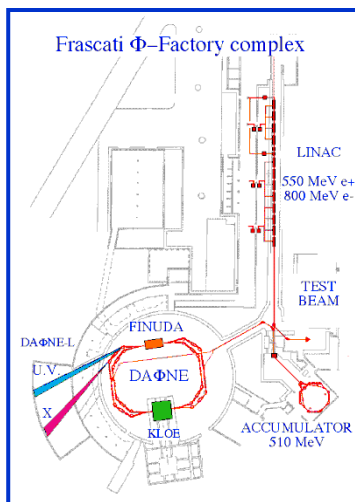 Frascati Φ-Factory complex
LINAC
550 MeV e+
800 MeV e-
TEST
BEAM
FINUDA
DAΦNE-L
U.V.
DAΦNE
X
KLOE
ACCUMULATOR
510 MeV